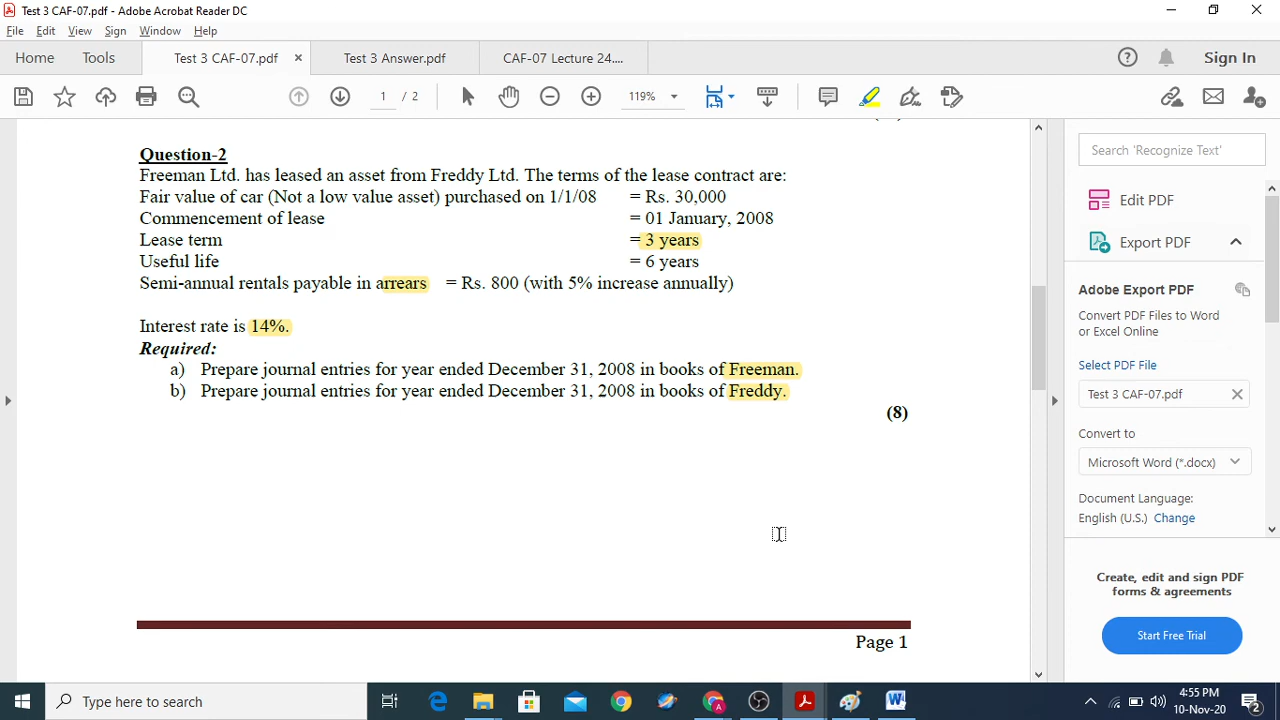 Test 3 CAF-07.pdf - Adobe Acrobat Reader DC
File Edit View Sign Window Help
Home Tools Test 3 CAF-07.pdf Test 3 Answer.pdf CAF-07 Lecture 24.... Sign In
1 / 2 119%
Question-2
Freeman Ltd. has leased an asset from Freddy Ltd. The terms of the lease contract are:
Fair value of car (Not a low value asset) purchased on 1/1/08 = Rs. 30,000
Commencement of lease = 01 January, 2008
Lease term = 3 years
Useful life = 6 years
Semi-annual rentals payable in arrears = Rs. 800 (with 5% increase annually)
Interest rate is 14%.
Required:
a) Prepare journal entries for year ended December 31, 2008 in books of Freeman.
b) Prepare journal entries for year ended December 31, 2008 in books of Freddy.
(8)
Page 1
Search 'Recognize Text'
Edit PDF
Export PDF
Adobe Export PDF
Convert PDF Files to Word
or Excel Online
Select PDF File
Test 3 CAF-07.pdf
Convert to
Microsoft Word (*.docx)
Document Language:
English (U.S.) Change
Create, edit and sign PDF
forms & agreements
Start Free Trial
Type here to search
4:55 PM
10-Nov-20
2